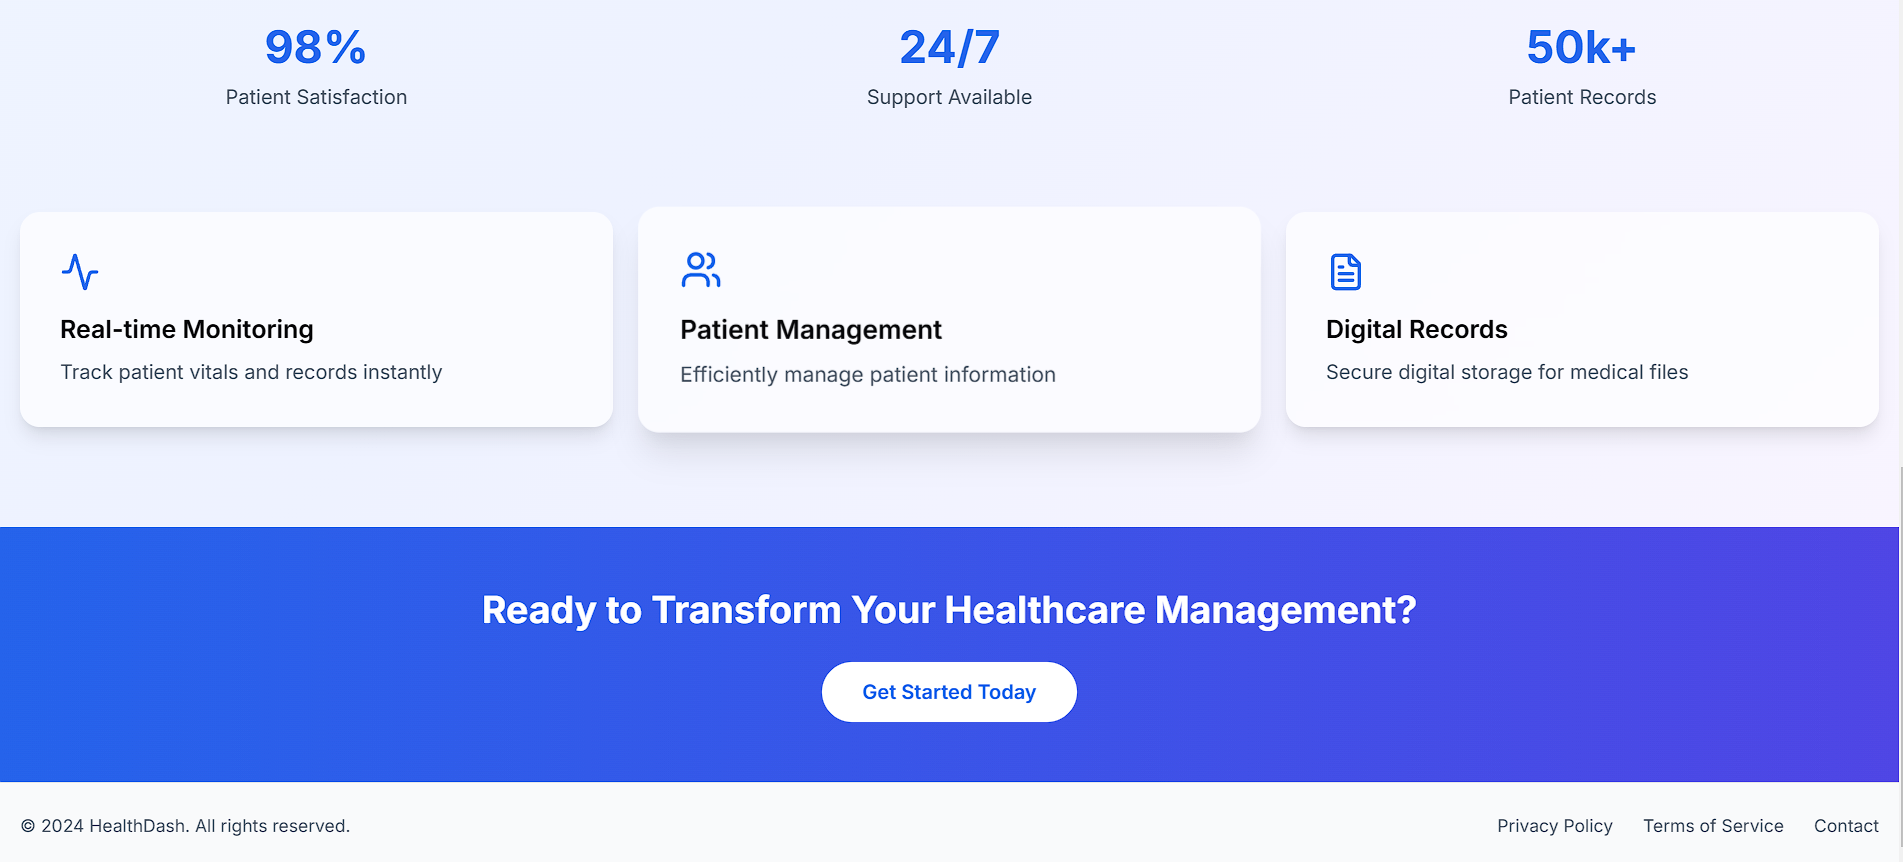 98%
24/7
50k+
Patient Satisfaction
Support Available
Patient Records
Real-time Monitoring
Track patient vitals and records instantly
Patient Management
Efficiently manage patient information
Digital Records
Secure digital storage for medical files
Ready to Transform Your Healthcare Management?
Get Started Today
© 2024 HealthDash. All rights reserved.
Privacy Policy
Terms of Service
Contact